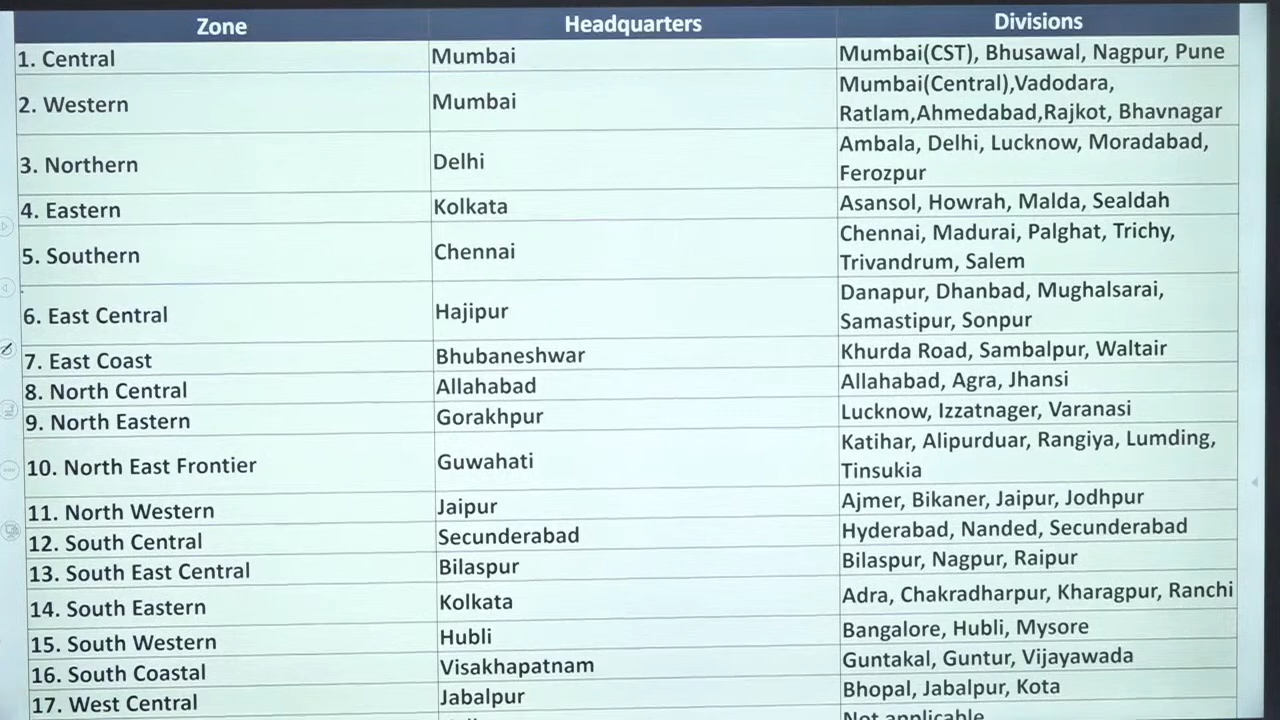 Zone Headquarters Divisions
1. Central Mumbai Mumbai(CST), Bhusawal, Nagpur, Pune
2. Western Mumbai Mumbai(Central),Vadodara,
Ratlam,Ahmedabad,Rajkot, Bhavnagar
3. Northern Delhi Ambala, Delhi, Lucknow, Moradabad,
Ferozpur
4. Eastern Kolkata Asansol, Howrah, Malda, Sealdah
5. Southern Chennai Chennai, Madurai, Palghat, Trichy,
Trivandrum, Salem
6. East Central Hajipur Danapur, Dhanbad, Mughalsarai,
Samastipur, Sonpur
7. East Coast Bhubaneshwar Khurda Road, Sambalpur, Waltair
8. North Central Allahabad Allahabad, Agra, Jhansi
9. North Eastern Gorakhpur Lucknow, Izzatnager, Varanasi
10. North East Frontier Guwahati Katihar, Alipurduar, Rangiya, Lumding,
Tinsukia
11. North Western Jaipur Ajmer, Bikaner, Jaipur, Jodhpur
12. South Central Secunderabad Hyderabad, Nanded, Secunderabad
13. South East Central Bilaspur Bilaspur, Nagpur, Raipur
14. South Eastern Kolkata Adra, Chakradharpur, Kharagpur, Ranchi
15. South Western Hubli Bangalore, Hubli, Mysore
16. South Coastal Visakhapatnam Guntakal, Guntur, Vijayawada
17. West Central Jabalpur Bhopal, Jabalpur, Kota
Not applicable